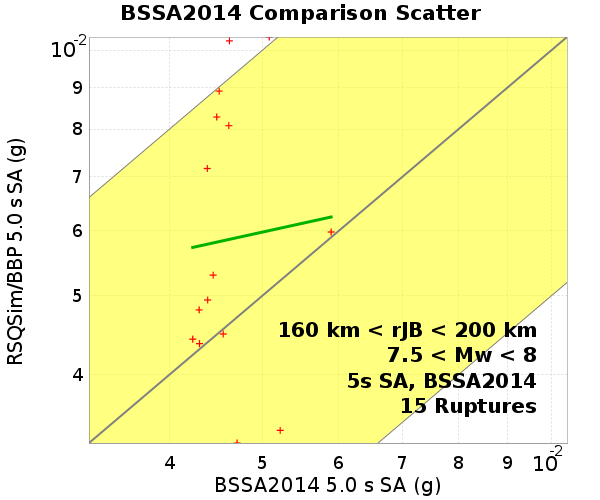 BSSA2014 Comparison Scatter
RSQSim/BBP 5.0 s SA (g)
10-2
9
8
7
6
5
4
160 km < rJB < 200 km
7.5 < Mw < 8
5s SA, BSSA2014
15 Ruptures
4 5 6 7 8 9 10-2
BSSA2014 5.0 s SA (g)